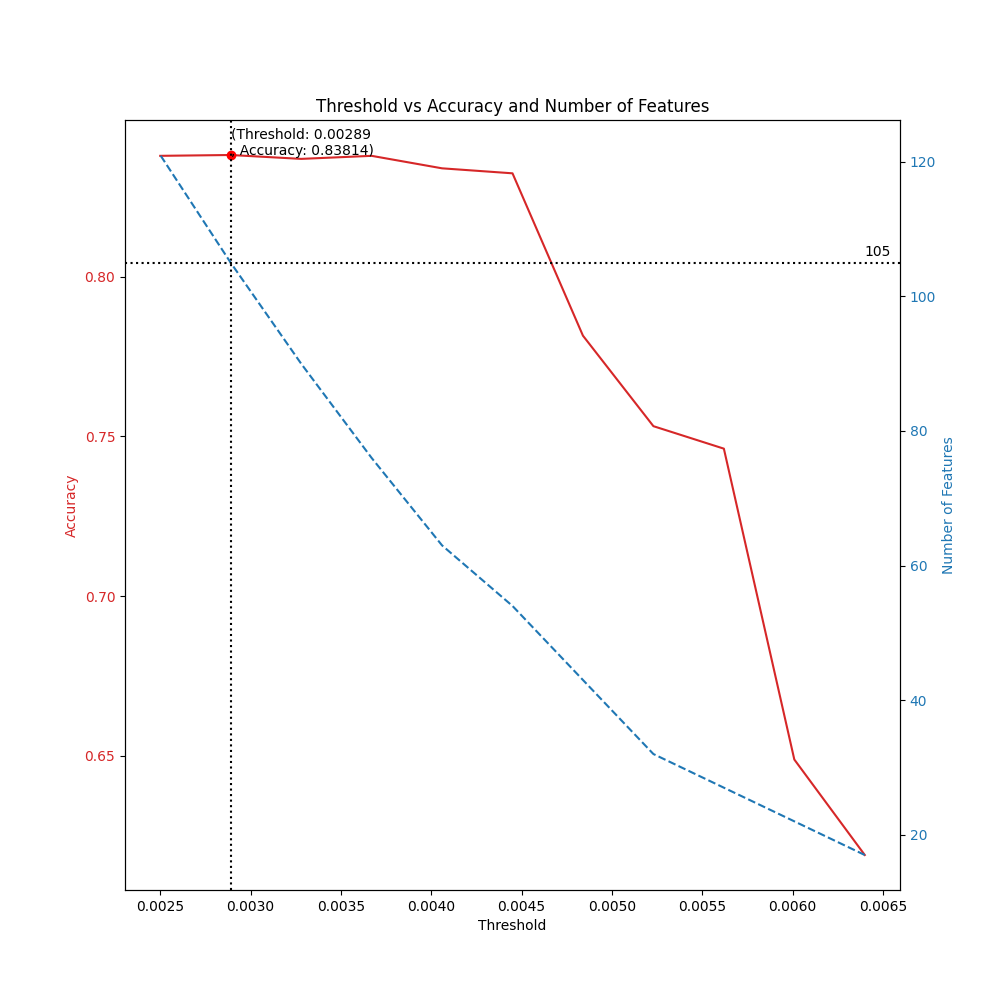 Threshold vs Accuracy and Number of Features
(Threshold: 0.00289
Accuracy: 0.83814)
105
0.80
0.75
0.70
0.65
Accuracy
120
100
80
60
40
20
Number of Features
0.0025 0.0030 0.0035 0.0040 0.0045 0.0050 0.0055 0.0060 0.0065
Threshold